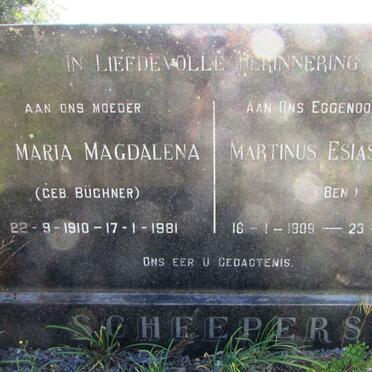 IN LIEFDEVOLLE HERINNERING
AAN ONS MOEDER
MARIA MAGDALENA
(GEB. BÜCHNER)
22-9-1910-17-1-1981
AAN ONS EGGENOO
MARTINUS ESIAS
(BEN)
16-1-1909-23-
ONS EER U GEDAGTENIS.
SCHEEPERS